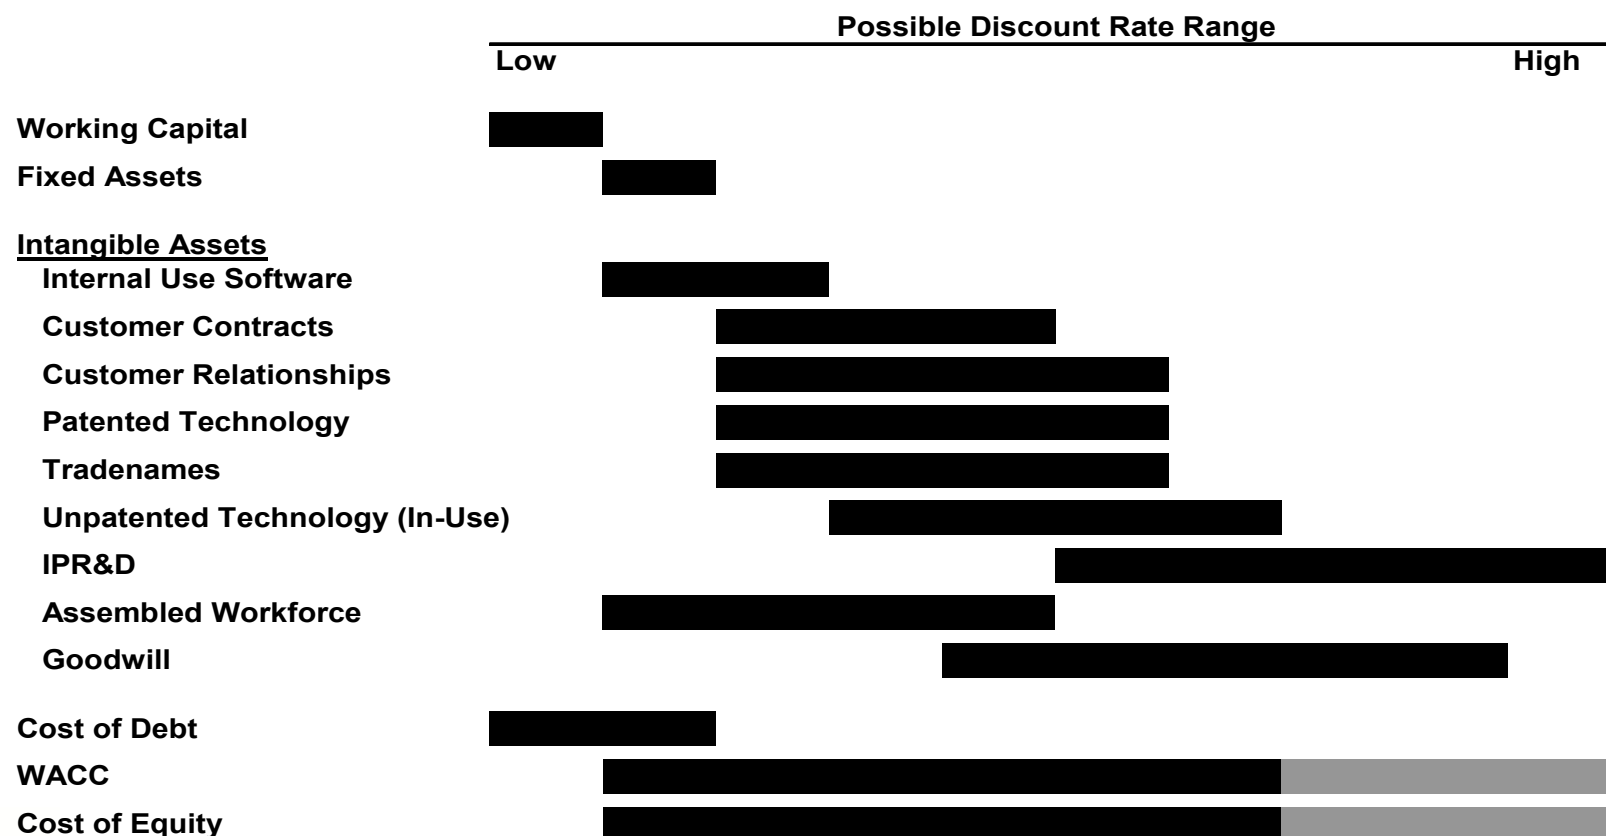 Possible Discount Rate Range
Low High
Working Capital
Fixed Assets
Intangible Assets
Internal Use Software
Customer Contracts
Customer Relationships
Patented Technology
Tradenames
Unpatented Technology (In-Use)
IPR&D
Assembled Workforce
Goodwill
Cost of Debt
WACC
Cost of Equity